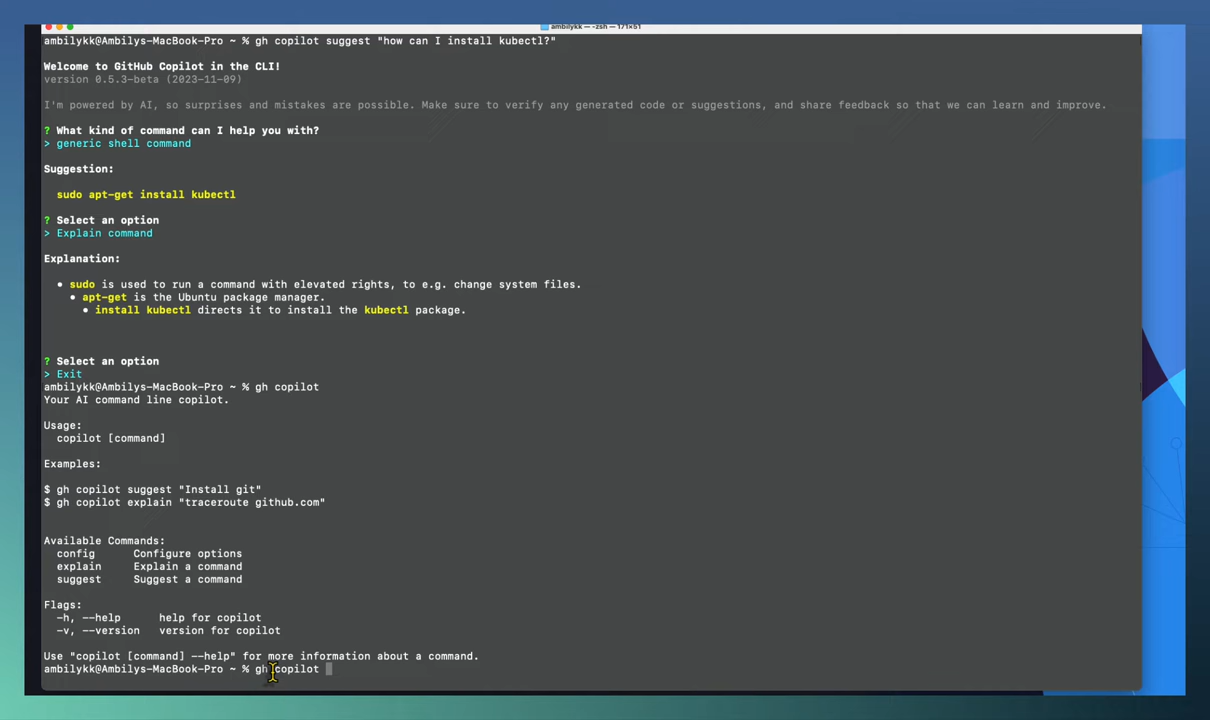 ambilykk — -zsh — 171×51
ambilykk@Ambilys-MacBook-Pro ~ % gh copilot suggest "how can I install kubectl?"
Welcome to GitHub Copilot in the CLI!
version 0.5.3-beta (2023-11-09)
I'm powered by AI, so surprises and mistakes are possible. Make sure to verify any generated code or suggestions, and share feedback so that we can learn and improve.
? What kind of command can I help you with?
> generic shell command
Suggestion:
sudo apt-get install kubectl
? Select an option
> Explain command
Explanation:
• sudo is used to run a command with elevated rights, to e.g. change system files.
• apt-get is the Ubuntu package manager.
• install kubectl directs it to install the kubectl package.
? Select an option
> Exit
ambilykk@Ambilys-MacBook-Pro ~ % gh copilot
Your AI command line copilot.
Usage:
copilot [command]
Examples:
$ gh copilot suggest "Install git"
$ gh copilot explain "traceroute github.com"
Available Commands:
config Configure options
explain Explain a command
suggest Suggest a command
Flags:
-h, --help help for copilot
-v, --version version for copilot
Use "copilot [command] --help" for more information about a command.
ambilykk@Ambilys-MacBook-Pro ~ % gh copilot